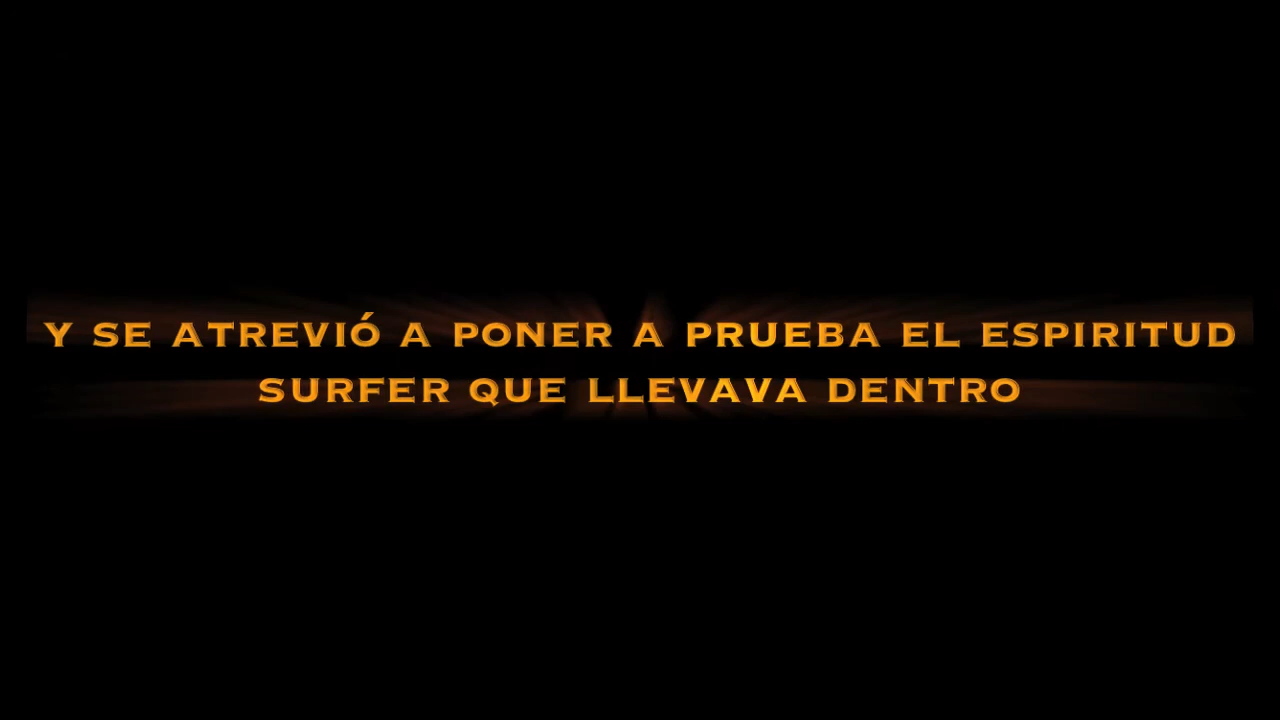 Y SE ATREVIÓ A PONER A PRUEBA EL ESPIRITUD
SURFER QUE LLEVAVA DENTRO